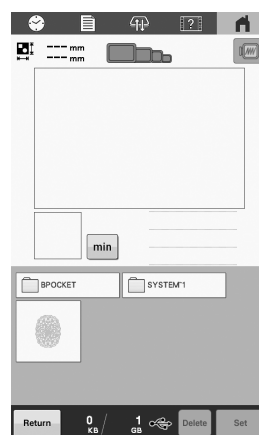 ?
--- mm
--- mm
min
BPOCKET SYSTEM~1
Return 0 KB / 1 GB Delete Set